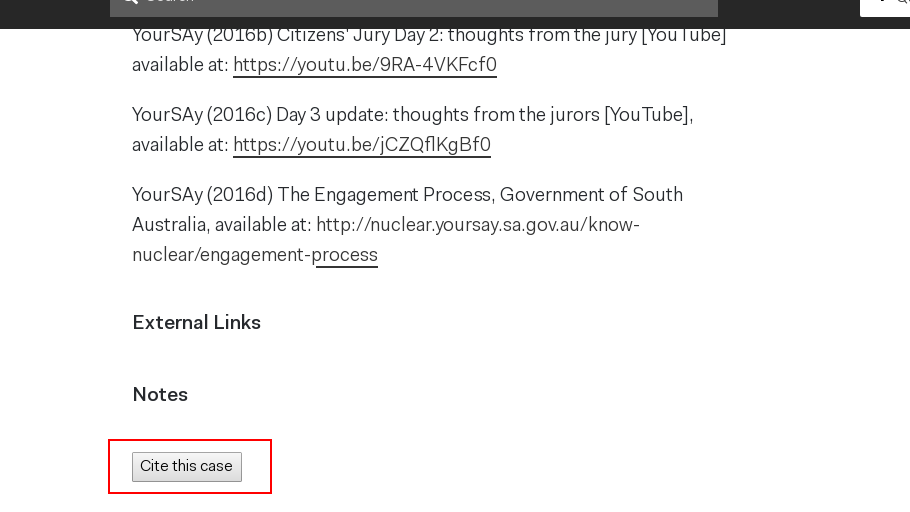 YourSAy (2016b) Citizens' Jury Day 2: thoughts from the jury [YouTube]
available at: https://youtu.be/9RA-4VKFcf0
YourSAy (2016c) Day 3 update: thoughts from the jurors [YouTube],
available at: https://youtu.be/jCZQflKgBf0
YourSAy (2016d) The Engagement Process, Government of South
Australia, available at: http://nuclear.yoursay.sa.gov.au/know-
nuclear/engagement-process
External Links
Notes
Cite this case